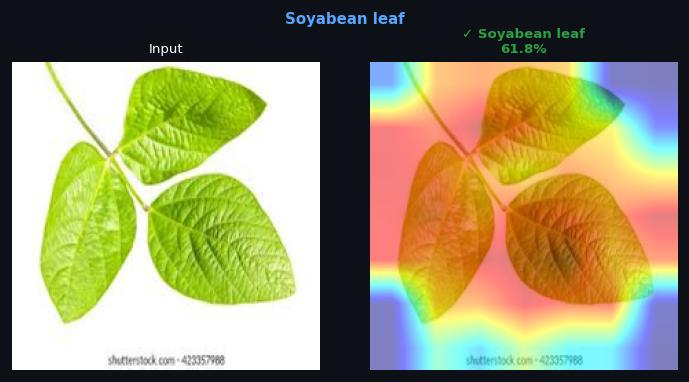 Soyabean leaf
Input
✓ Soyabean leaf
61.8%
shutterstock.com · 423357988
shutterstock.com · 423357988